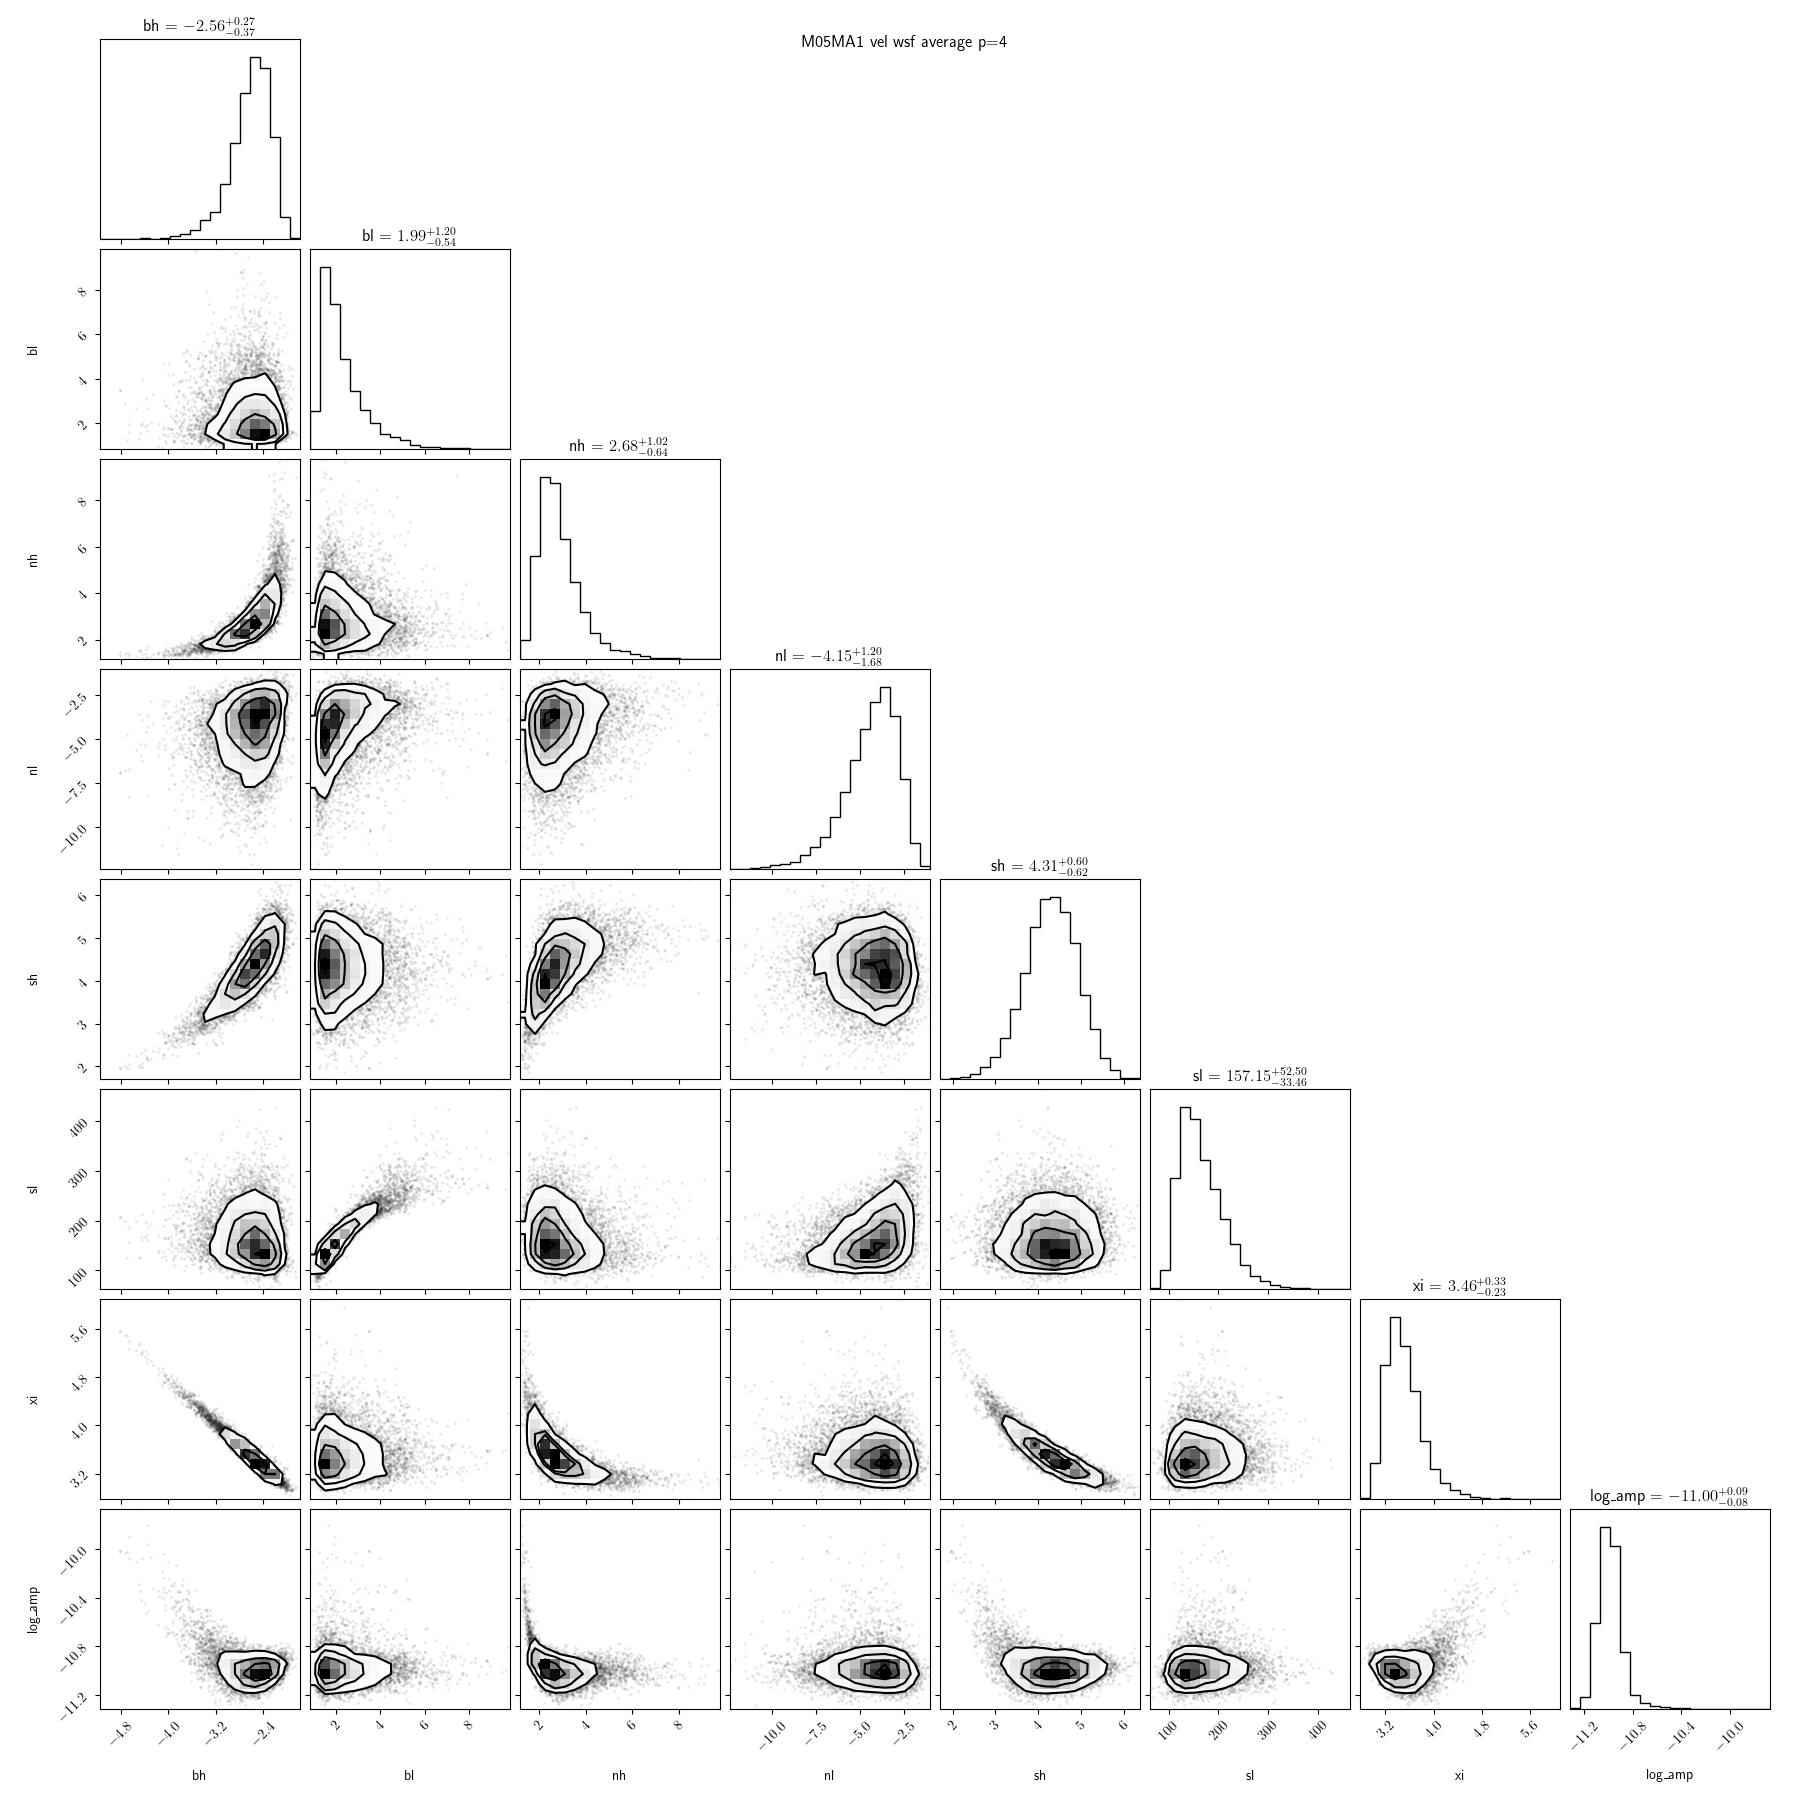 bh = −2.56+0.27−0.37
M05MA1 vel wsf average p=4
bl = 1.99+1.20−0.54
bl
8
6
4
2
nh = 2.68+1.02−0.64
nh
8
6
4
2
nl = −4.15+1.20−1.68
nl
−2.5
−5.0
−7.5
−10.0
sh = 4.31+0.60−0.62
sh
6
5
4
3
2
sl = 157.15+52.50−33.46
sl
400
300
200
100
xi = 3.46+0.33−0.23
xi
5.6
4.8
4.0
3.2
log_amp = −11.00+0.09−0.08
log_amp
−10.0
−10.4
−10.8
−11.2
−4.8 −4.0 −3.2 −2.4 2 4 6 8 2 4 6 8 −10.0 −7.5 −5.0 −2.5 2 3 4 5 6 100 200 300 400 3.2 4.0 4.8 5.6 −11.2 −10.8 −10.4 −10.0
bh bl nh nl sh sl xi log_amp